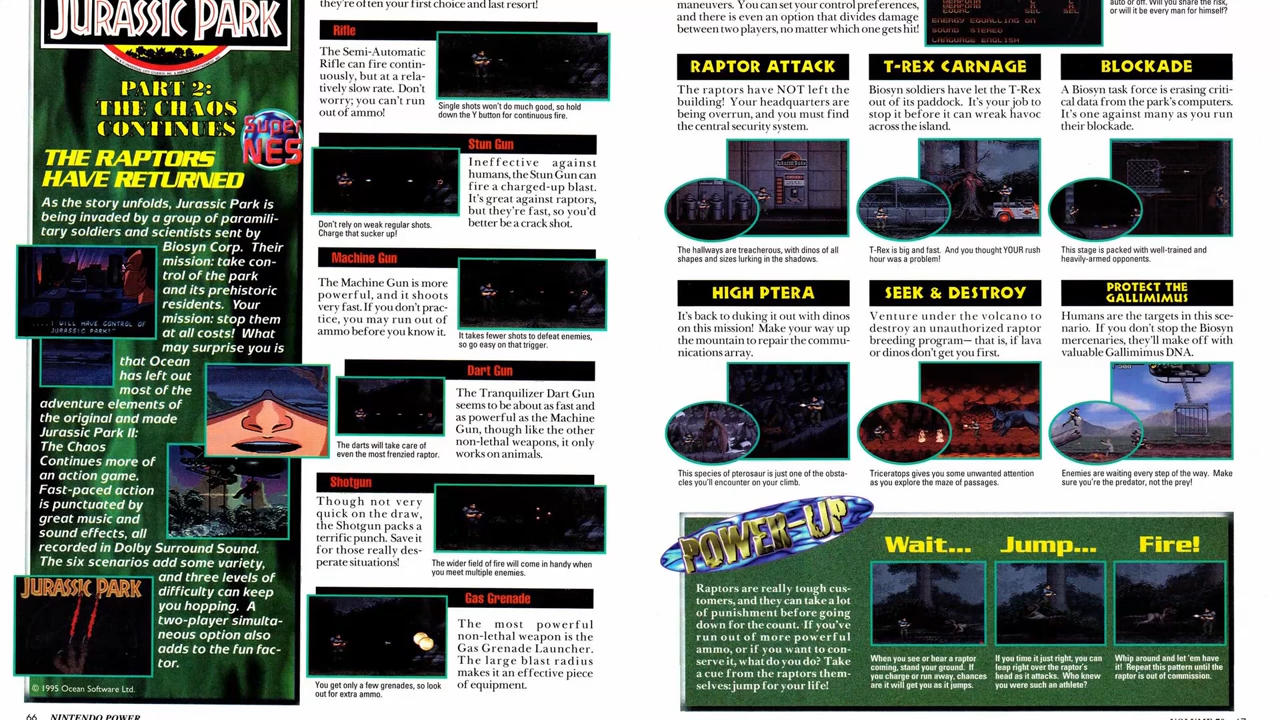 JURASSIC PARK
PART 2:
THE CHAOS
CONTINUES
Super
NES
THE RAPTORS
HAVE RETURNED
As the story unfolds, Jurassic Park is
being invaded by a group of paramili-
tary soldiers and scientists sent by
Biosyn Corp. Their
mission: take con-
trol of the park
and its prehistoric
residents. Your
mission: stop them
at all costs! What
may surprise you is
that Ocean
has left out
most of the
adventure elements of
the original and made
Jurassic Park II:
The Chaos
Continues more of
an action game.
Fast-paced action
is punctuated by
great music and
sound effects, all
recorded in Dolby Surround Sound.
The six scenarios add some variety,
and three levels of
difficulty can keep
you hopping. A
two-player simulta-
neous option also
adds to the fun fac-
tor.
....I WILL HAVE CONTROL OF
JURASSIC PARK!
JURASSIC PARK
© 1995 Ocean Software Ltd.
66 NINTENDO POWER
they're often your first choice and last resort!
Rifle
The Semi-Automatic
Rifle can fire contin-
uously, but at a rela-
tively slow rate. Don't
worry; you can't run
out of ammo!
Single shots won't do much good, so hold
down the Y button for continuous fire.
Stun Gun
Ineffective against
humans, the Stun Gun can
fire a charged-up blast.
It's great against raptors,
but they're fast, so you'd
better be a crack shot.
Don't rely on weak regular shots.
Charge that sucker up!
Machine Gun
The Machine Gun is more
powerful, and it shoots
very fast. If you don't prac-
tice, you may run out of
ammo before you know it.
It takes fewer shots to defeat enemies,
so go easy on that trigger.
Dart Gun
The Tranquilizer Dart Gun
seems to be about as fast and
as powerful as the Machine
Gun, though like the other
non-lethal weapons, it only
works on animals.
The darts will take care of
even the most frenzied raptor.
Shotgun
Though not very
quick on the draw,
the Shotgun packs a
terrific punch. Save it
for those really des-
perate situations!
The wider field of fire will come in handy when
you meet multiple enemies.
Gas Grenade
The most powerful
non-lethal weapon is the
Gas Grenade Launcher.
The large blast radius
makes it an effective piece
of equipment.
You get only a few grenades, so look
out for extra ammo.
maneuvers. You can set your control preferences,
and there is even an option that divides damage
between two players, no matter which one gets hit!
ENERGY EQUALLING ON
SOUND STEREO
LANGUAGE ENGLISH
auto or off. Will you share the risk,
or will it be every man for himself?
RAPTOR ATTACK
The raptors have NOT left the
building! Your headquarters are
being overrun, and you must find
the central security system.
The hallways are treacherous, with dinos of all
shapes and sizes lurking in the shadows.
T-REX CARNAGE
Biosyn soldiers have let the T-Rex
out of its paddock. It's your job to
stop it before it can wreak havoc
across the island.
T-Rex is big and fast. And you thought YOUR rush
hour was a problem!
BLOCKADE
A Biosyn task force is erasing criti-
cal data from the park's computers.
It's one against many as you run
their blockade.
This stage is packed with well-trained and
heavily-armed opponents.
HIGH PTERA
It's back to duking it out with dinos
on this mission! Make your way up
the mountain to repair the commu-
nications array.
This species of pterosaur is just one of the obsta-
cles you'll encounter on your climb.
SEEK & DESTROY
Venture under the volcano to
destroy an unauthorized raptor
breeding program— that is, if lava
or dinos don't get you first.
Triceratops gives you some unwanted attention
as you explore the maze of passages.
PROTECT THE
GALLIMIMUS
Humans are the targets in this sce-
nario. If you don't stop the Biosyn
mercenaries, they'll make off with
valuable Gallimimus DNA.
Enemies are waiting every step of the way. Make
sure you're the predator, not the prey!
POWER-UP
Raptors are really tough cus-
tomers, and they can take a lot
of punishment before going
down for the count. If you've
run out of more powerful
ammo, or if you want to con-
serve it, what do you do? Take
a cue from the raptors them-
selves: jump for your life!
Wait...
When you see or hear a raptor
coming, stand your ground. If
you charge or run away, chances
are it will get you as it jumps.
Jump...
If you time it just right, you can
leap right over the raptor's
head as it attacks. Who knew
you were such an athlete?
Fire!
Whip around and let 'em have
it! Repeat this pattern until the
raptor is out of commission.